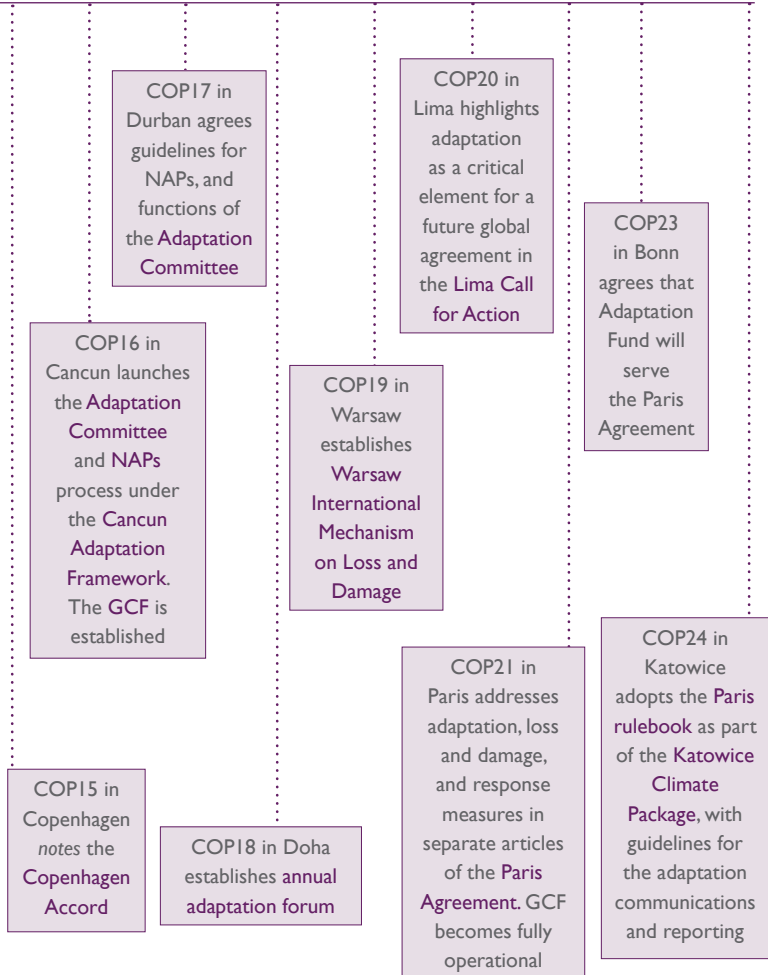 COP17 in
Durban agrees
guidelines for
NAPs, and
functions of
the Adaptation
Committee
COP20 in
Lima highlights
adaptation
as a critical
element for a
future global
agreement in
the Lima Call
for Action
COP23
in Bonn
agrees that
Adaptation
Fund will
serve
the Paris
Agreement
COP16 in
Cancun launches
the Adaptation
Committee
and NAPs
process under
the Cancun
Adaptation
Framework.
The GCF is
established
COP19 in
Warsaw
establishes
Warsaw
International
Mechanism
on Loss and
Damage
COP21 in
Paris addresses
adaptation, loss
and damage,
and response
measures in
separate articles
of the Paris
Agreement. GCF
becomes fully
operational
COP24 in
Katowice
adopts the Paris
rulebook as part
of the Katowice
Climate
Package, with
guidelines for
the adaptation
communications
and reporting
COP15 in
Copenhagen
notes the
Copenhagen
Accord
COP18 in Doha
establishes annual
adaptation forum